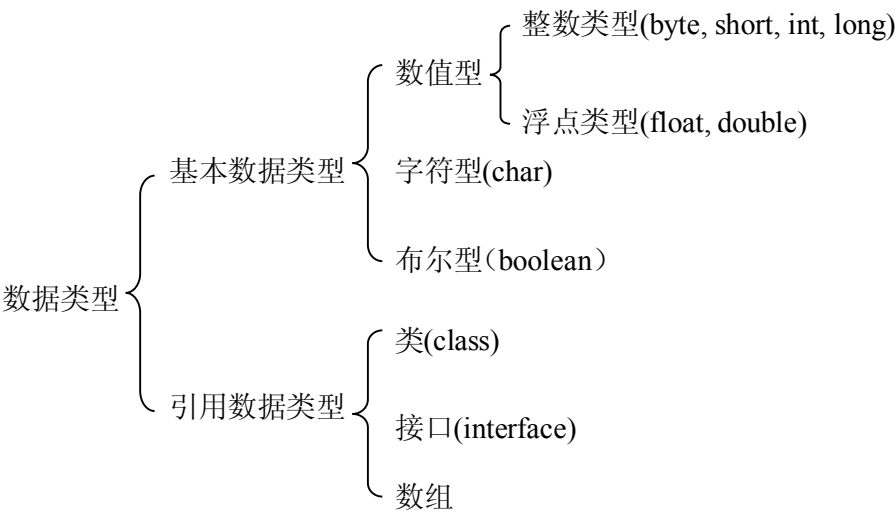 整数类型(byte, short, int, long)
数值型
浮点类型(float, double)
基本数据类型
字符型(char)
布尔型（boolean）
数据类型
类(class)
引用数据类型
接口(interface)
数组